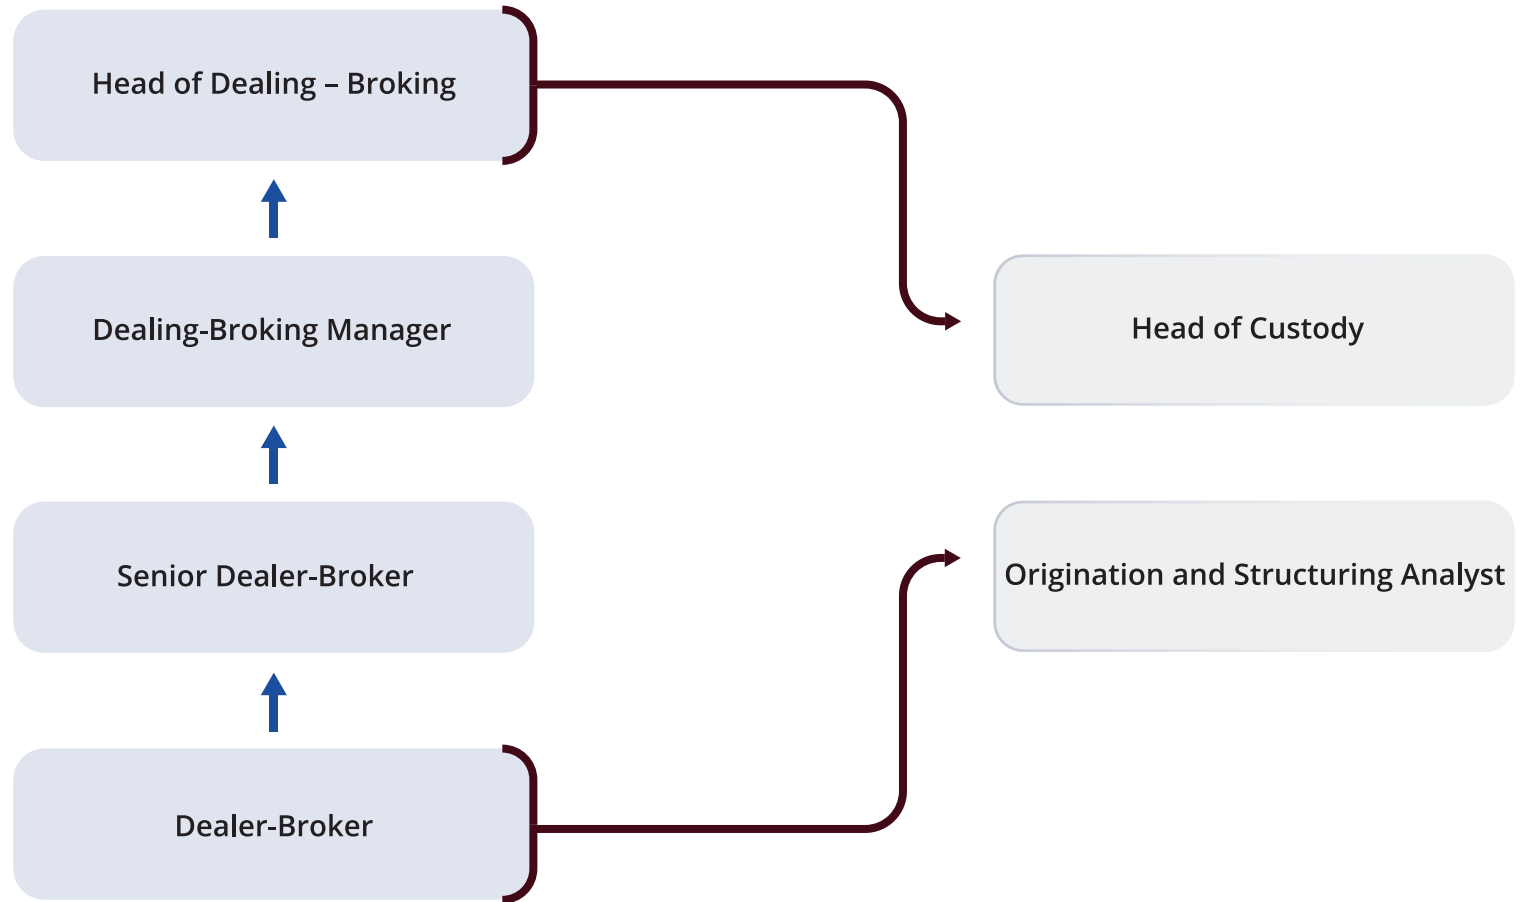 Head of Dealing – Broking
Dealing-Broking Manager
Head of Custody
Senior Dealer-Broker
Origination and Structuring Analyst
Dealer-Broker